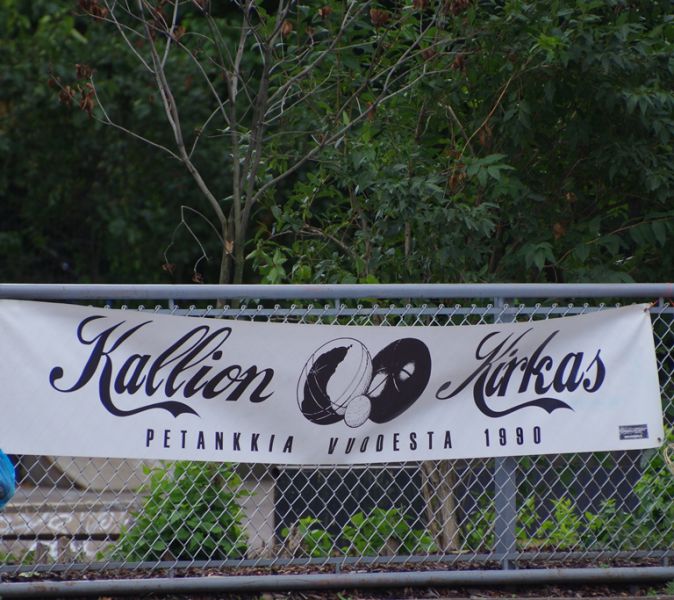 Kallion Kirkas
PETANKKIA VUODESTA 1990